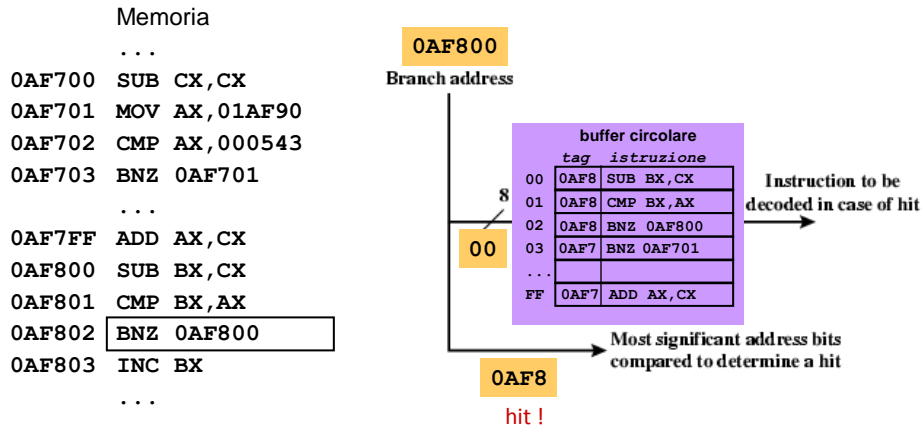 Memoria
...
0AF700 SUB CX,CX
0AF701 MOV AX,01AF90
0AF702 CMP AX,000543
0AF703 BNZ 0AF701
...
0AF7FF ADD AX,CX
0AF800 SUB BX,CX
0AF801 CMP BX,AX
0AF802 BNZ 0AF800
0AF803 INC BX
...
0AF800
Branch address
8
00
buffer circolare
tag istruzione
00 0AF8 SUB BX,CX
01 0AF8 CMP BX,AX
02 0AF8 BNZ 0AF800
03 0AF7 BNZ 0AF701
...
FF 0AF7 ADD AX,CX
Instruction to be
decoded in case of hit
Most significant address bits
compared to determine a hit
0AF8
hit !